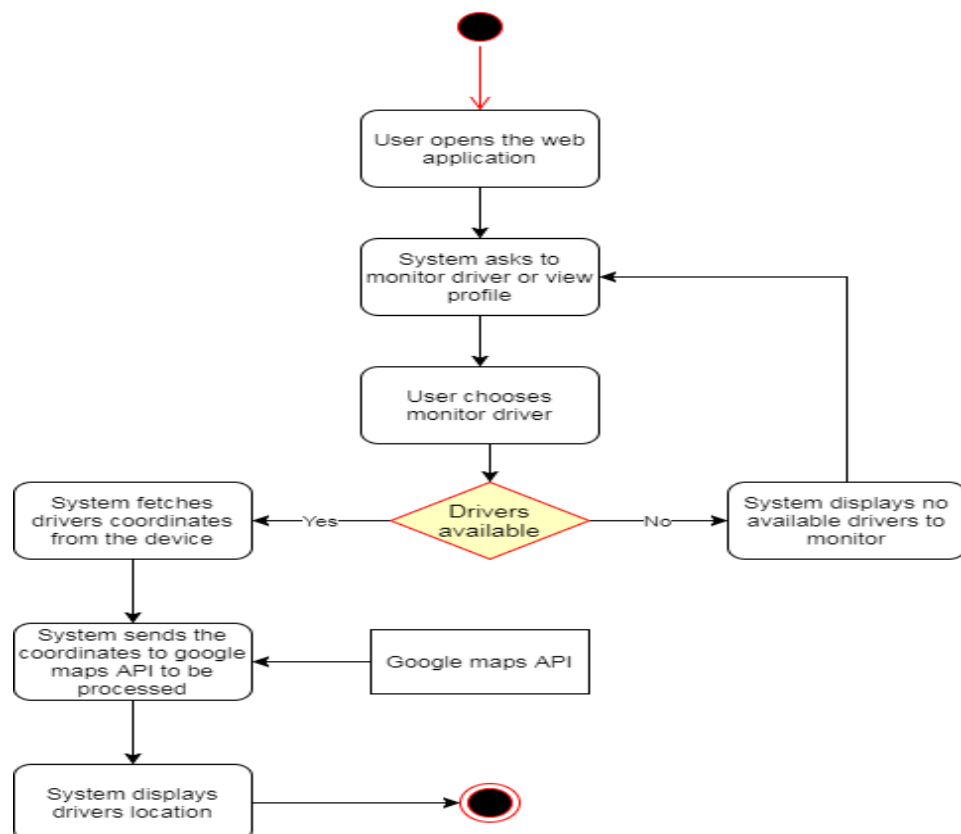 User opens the web
application
System asks to
monitor driver or view
profile
User chooses
monitor driver
Drivers
available
Yes
No
System fetches
drivers coordinates
from the device
System displays no
available drivers to
monitor
System sends the
coordinates to google
maps API to be
processed
Google maps API
System displays
drivers location